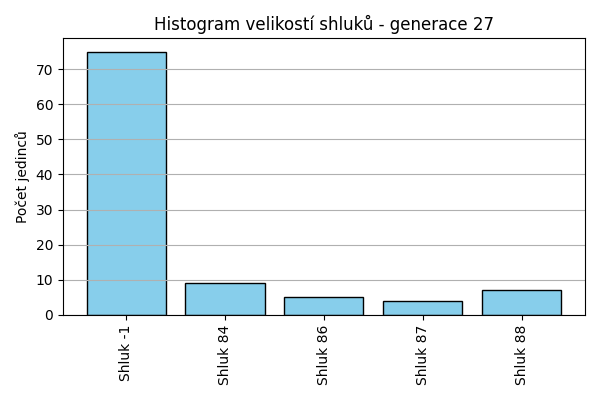 Histogram velikostí shluků - generace 27
Počet jedinců
70
60
50
40
30
20
10
0
Shluk -1
Shluk 84
Shluk 86
Shluk 87
Shluk 88